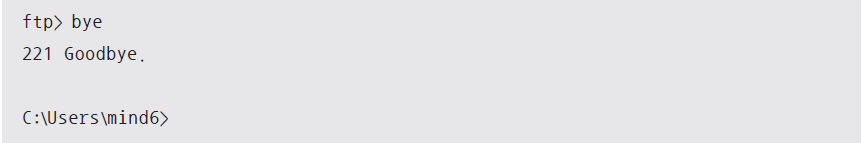 ftp> bye
221 Goodbye.
C:\Users\mind6>